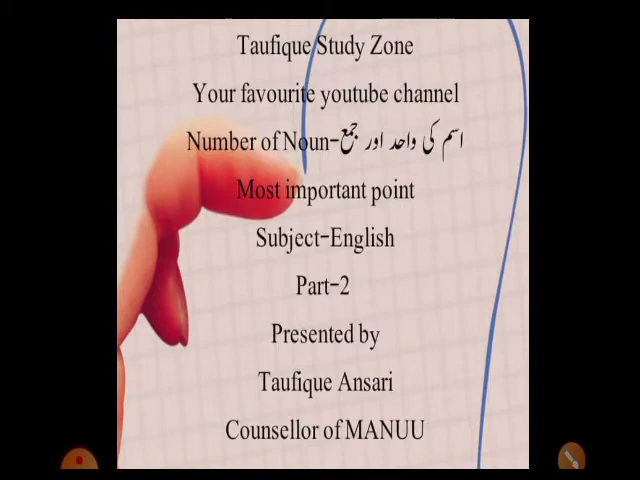 Taufique Study Zone
Your favourite youtube channel
Number of Noun-اسم کی واحد اور جمع
Most important point
Subject-English
Part-2
Presented by
Taufique Ansari
Counsellor of MANUU